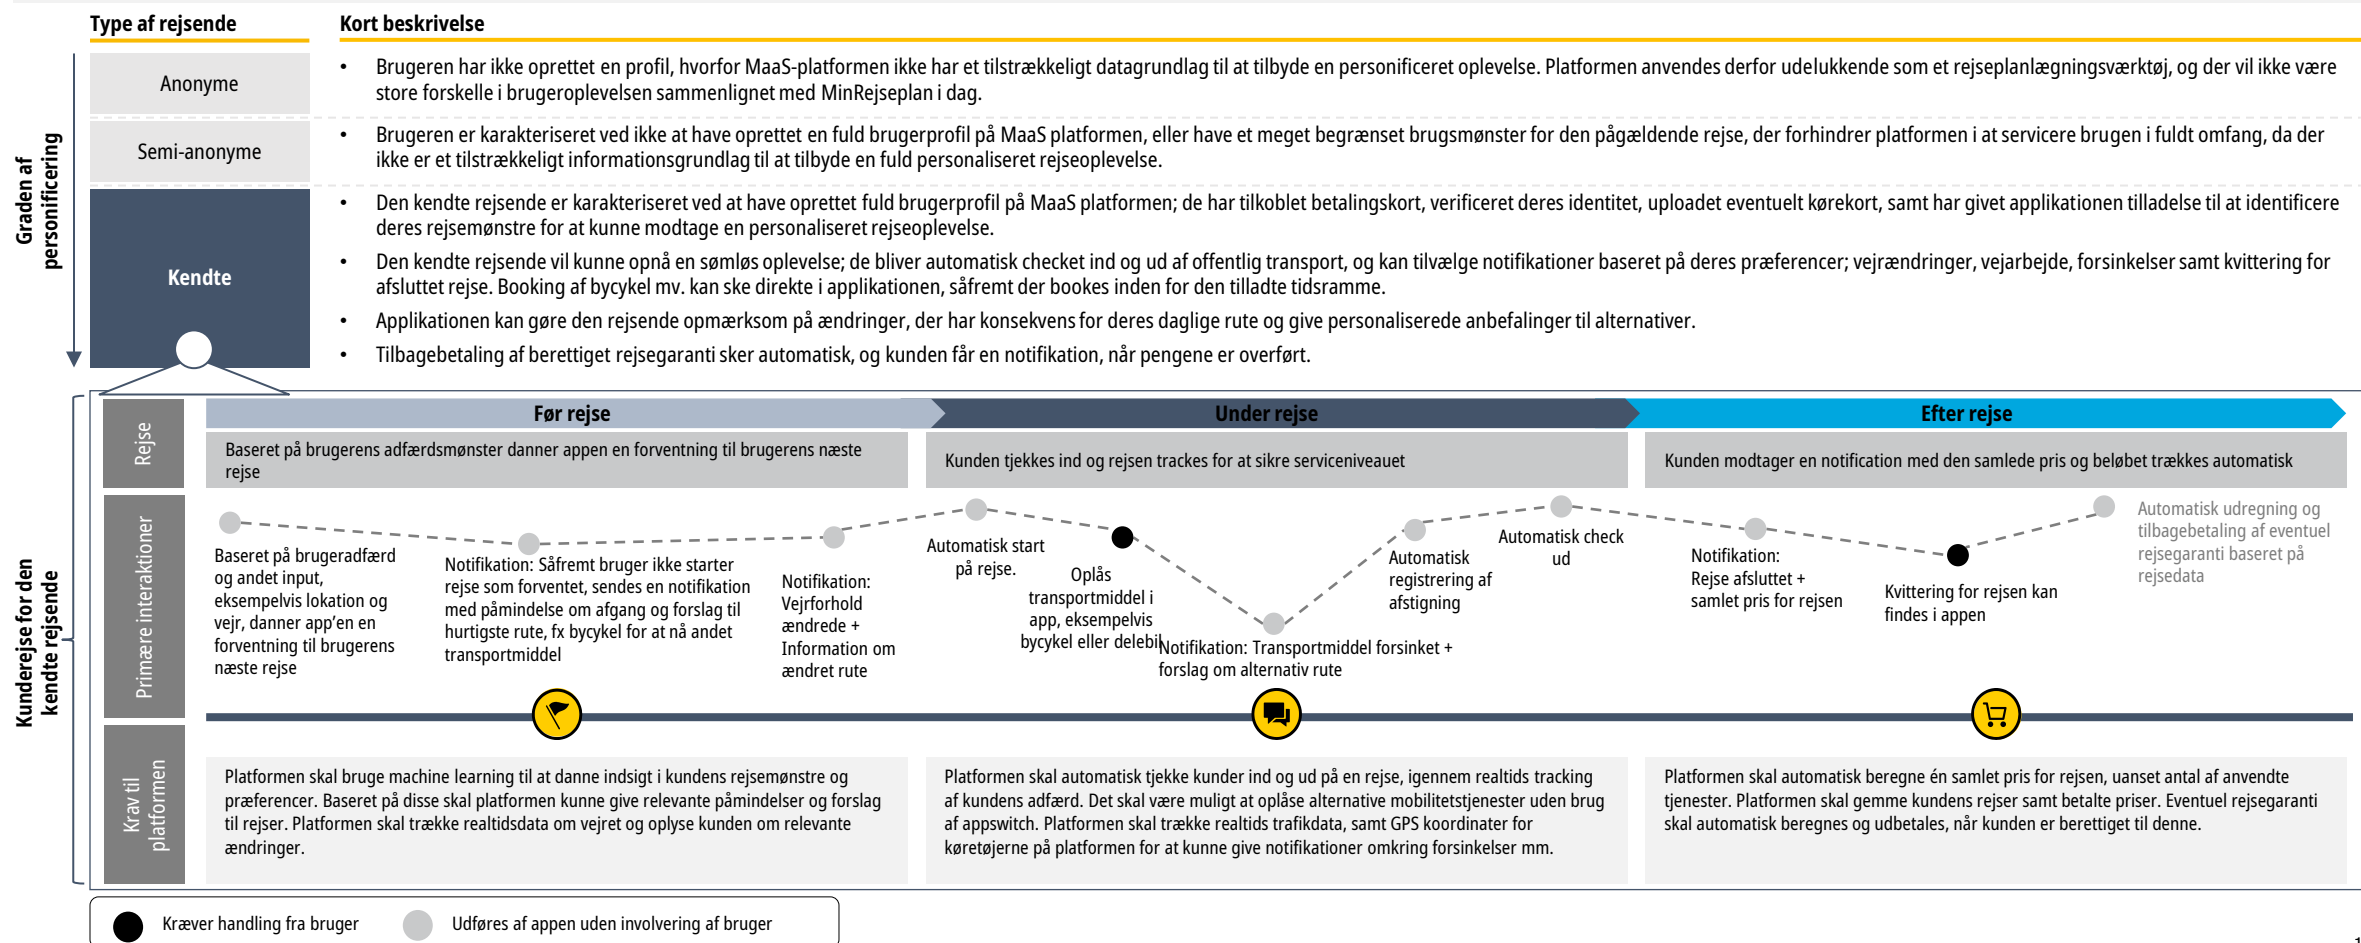 Type af rejsende
Kort beskrivelse
Graden af
personificering
Anonyme
• Brugeren har ikke oprettet en profil, hvorfor MaaS-platformen ikke har et tilstrækkeligt datagrundlag til at tilbyde en personificeret oplevelse. Platformen anvendes derfor udelukkende som et rejseplanlægningsværktøj, og der vil ikke være
store forskelle i brugeroplevelsen sammenlignet med MinRejseplan i dag.
Semi-anonyme
• Brugeren er karakteriseret ved ikke at have oprettet en fuld brugerprofil på MaaS platformen, eller have et meget begrænset brugsmønster for den pågældende rejse, der forhindrer platformen i at servicere brugen i fuldt omfang, da der
ikke er et tilstrækkeligt informationsgrundlag til at tilbyde en fuld personaliseret rejseoplevelse.
Kendte
• Den kendte rejsende er karakteriseret ved at have oprettet fuld brugerprofil på MaaS platformen; de har tilkoblet betalingskort, verificeret deres identitet, uploadet eventuelt kørekort, samt har givet applikationen tilladelse til at identificere
deres rejsemønstre for at kunne modtage en personaliseret rejseoplevelse.
• Den kendte rejsende vil kunne opnå en sømløs oplevelse; de bliver automatisk checket ind og ud af offentlig transport, og kan tilvælge notifikationer baseret på deres præferencer; vejrændringer, vejarbejde, forsinkelser samt kvittering for
afsluttet rejse. Booking af bycykel mv. kan ske direkte i applikationen, såfremt der bookes inden for den tilladte tidsramme.
• Applikationen kan gøre den rejsende opmærksom på ændringer, der har konsekvens for deres daglige rute og give personaliserede anbefalinger til alternativer.
• Tilbagebetaling af berettiget rejsegaranti sker automatisk, og kunden får en notifikation, når pengene er overført.
Kunderejse for den
kendte rejsende
Rejse
Før rejse
Under rejse
Efter rejse
Baseret på brugerens adfærdsmønster danner appen en forventning til brugerens næste
rejse
Kunden tjekkes ind og rejsen trackes for at sikre serviceniveauet
Kunden modtager en notification med den samlede pris og beløbet trækkes automatisk
Primære interaktioner
Baseret på brugeradfærd
og andet input,
eksempelvis lokation og
vejr, danner app'en en
forventning til brugerens
næste rejse
Notifikation: Såfremt bruger ikke starter
rejse som forventet, sendes en notifikation
med påmindelse om afgang og forslag til
hurtigste rute, fx bycykel for at nå andet
transportmiddel
Notifikation:
Vejrforhold
ændrede +
Information om
ændret rute
Automatisk start
på rejse.
Oplås
transportmiddel i
app, eksempelvis
bycykel eller delebil
Notifikation: Transportmiddel forsinket +
forslag om alternativ rute
Automatisk
registrering af
afstigning
Automatisk check
ud
Notifikation:
Rejse afsluttet +
samlet pris for rejsen
Kvittering for rejsen kan
findes i appen
Automatisk udregning og
tilbagebetaling af eventuel
rejsegaranti baseret på
rejsedata
Krav til
platformen
Platformen skal bruge machine learning til at danne indsigt i kundens rejsemønstre og
præferencer. Baseret på disse skal platformen kunne give relevante påmindelser og forslag
til rejser. Platformen skal trække realtidsdata om vejret og oplyse kunden om relevante
ændringer.
Platformen skal automatisk tjekke kunder ind og ud på en rejse, igennem realtids tracking
af kundens adfærd. Det skal være muligt at oplåse alternative mobilitetstjenester uden brug
af appswitch. Platformen skal trække realtids trafikdata, samt GPS koordinater for
køretøjerne på platformen for at kunne give notifikationer omkring forsinkelser mm.
Platformen skal automatisk beregne én samlet pris for rejsen, uanset antal af anvendte
tjenester. Platformen skal gemme kundens rejser samt betalte priser. Eventuel rejsegaranti
skal automatisk beregnes og udbetales, når kunden er berettiget til denne.
Kræver handling fra bruger
Udføres af appen uden involvering af bruger